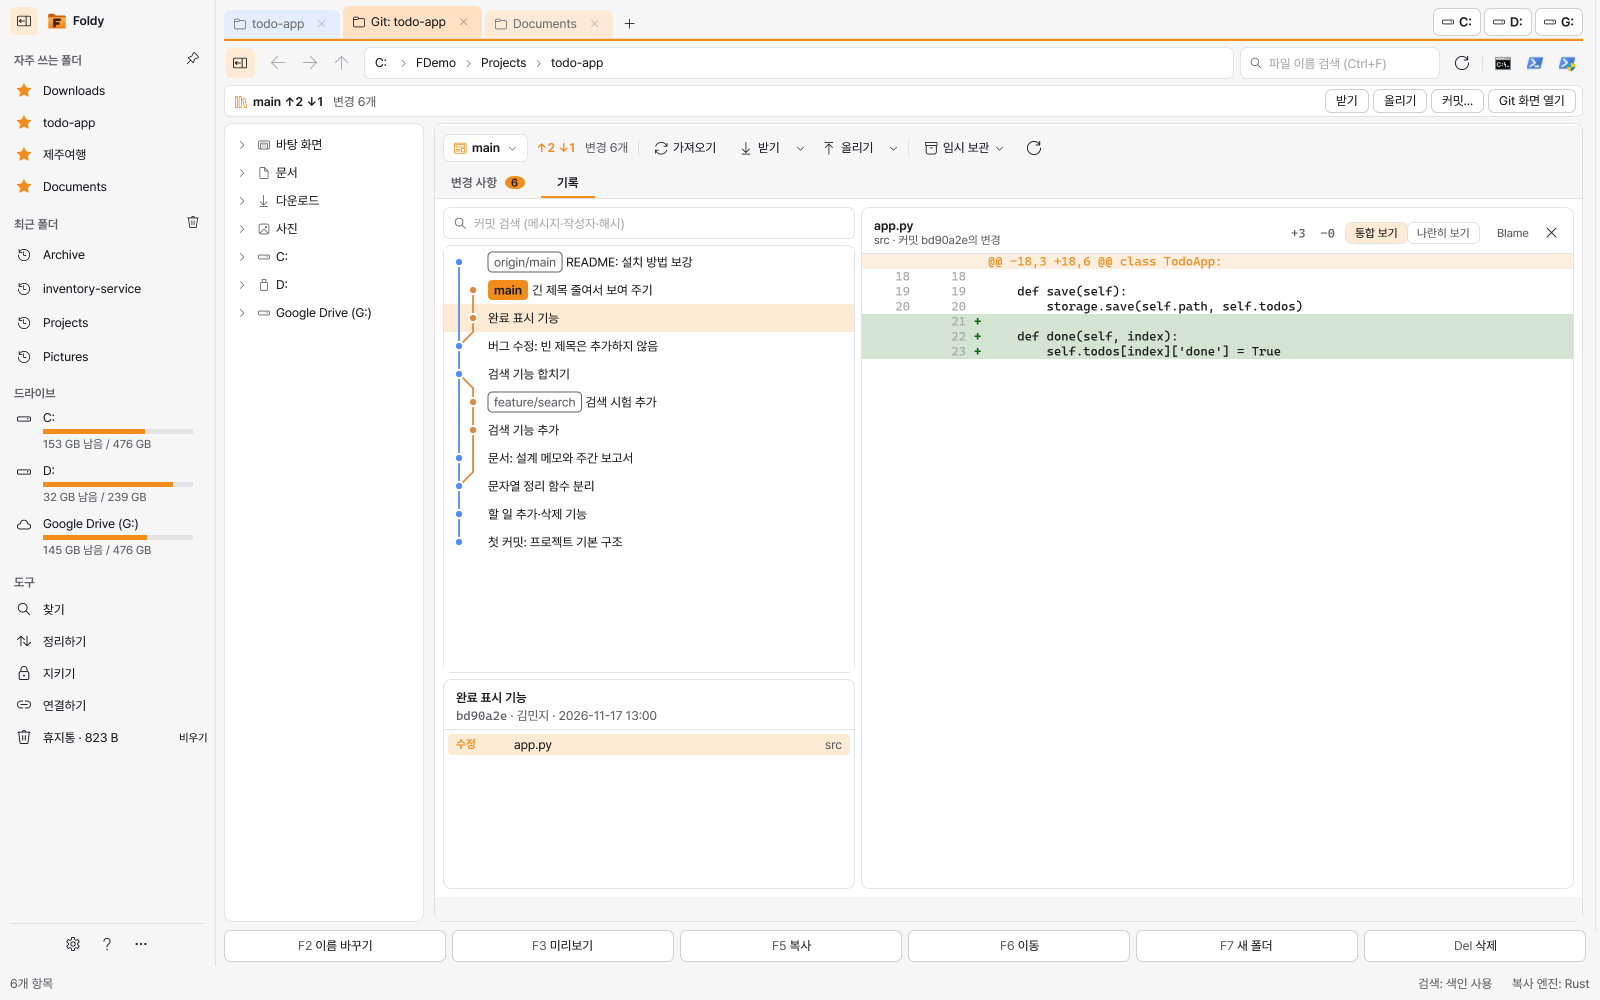 Foldy
자주 쓰는 폴더
Downloads
todo-app
제주여행
Documents
최근 폴더
Archive
inventory-service
Projects
Pictures
드라이브
C:
153 GB 남음 / 476 GB
D:
32 GB 남음 / 239 GB
Google Drive (G:)
145 GB 남음 / 476 GB
도구
찾기
정리하기
지키기
연결하기
휴지통 · 823 B 비우기
6개 항목
todo-app × Git: todo-app × Documents × +
C: D: G:
C: > FDemo > Projects > todo-app
파일 이름 검색 (Ctrl+F)
main ↑2 ↓1 변경 6개
받기 올리기 커밋... Git 화면 열기
바탕 화면
문서
다운로드
사진
C:
D:
Google Drive (G:)
main ↑2 ↓1 변경 6개 가져오기 받기 올리기 임시 보관
변경 사항 6 기록
커밋 검색 (메시지·작성자·해시)
origin/main README: 설치 방법 보강
main 긴 제목 줄여서 보여 주기
완료 표시 기능
버그 수정: 빈 제목은 추가하지 않음
검색 기능 합치기
feature/search 검색 시험 추가
검색 기능 추가
문서: 설계 메모와 주간 보고서
문자열 정리 함수 분리
할 일 추가·삭제 기능
첫 커밋: 프로젝트 기본 구조
완료 표시 기능
bd90a2e · 김민지 · 2026-11-17 13:00
수정 app.py src
app.py
src · 커밋 bd90a2e의 변경
+3 −0 통합 보기 나란히 보기 Blame
@@ −18,3 +18,6 @@ class TodoApp:
18 18
19 19 def save(self):
20 20 storage.save(self.path, self.todos)
21 +
22 + def done(self, index):
23 + self.todos[index]['done'] = True
F2 이름 바꾸기 F3 미리보기 F5 복사 F6 이동 F7 새 폴더 Del 삭제
검색: 색인 사용 복사 엔진: Rust